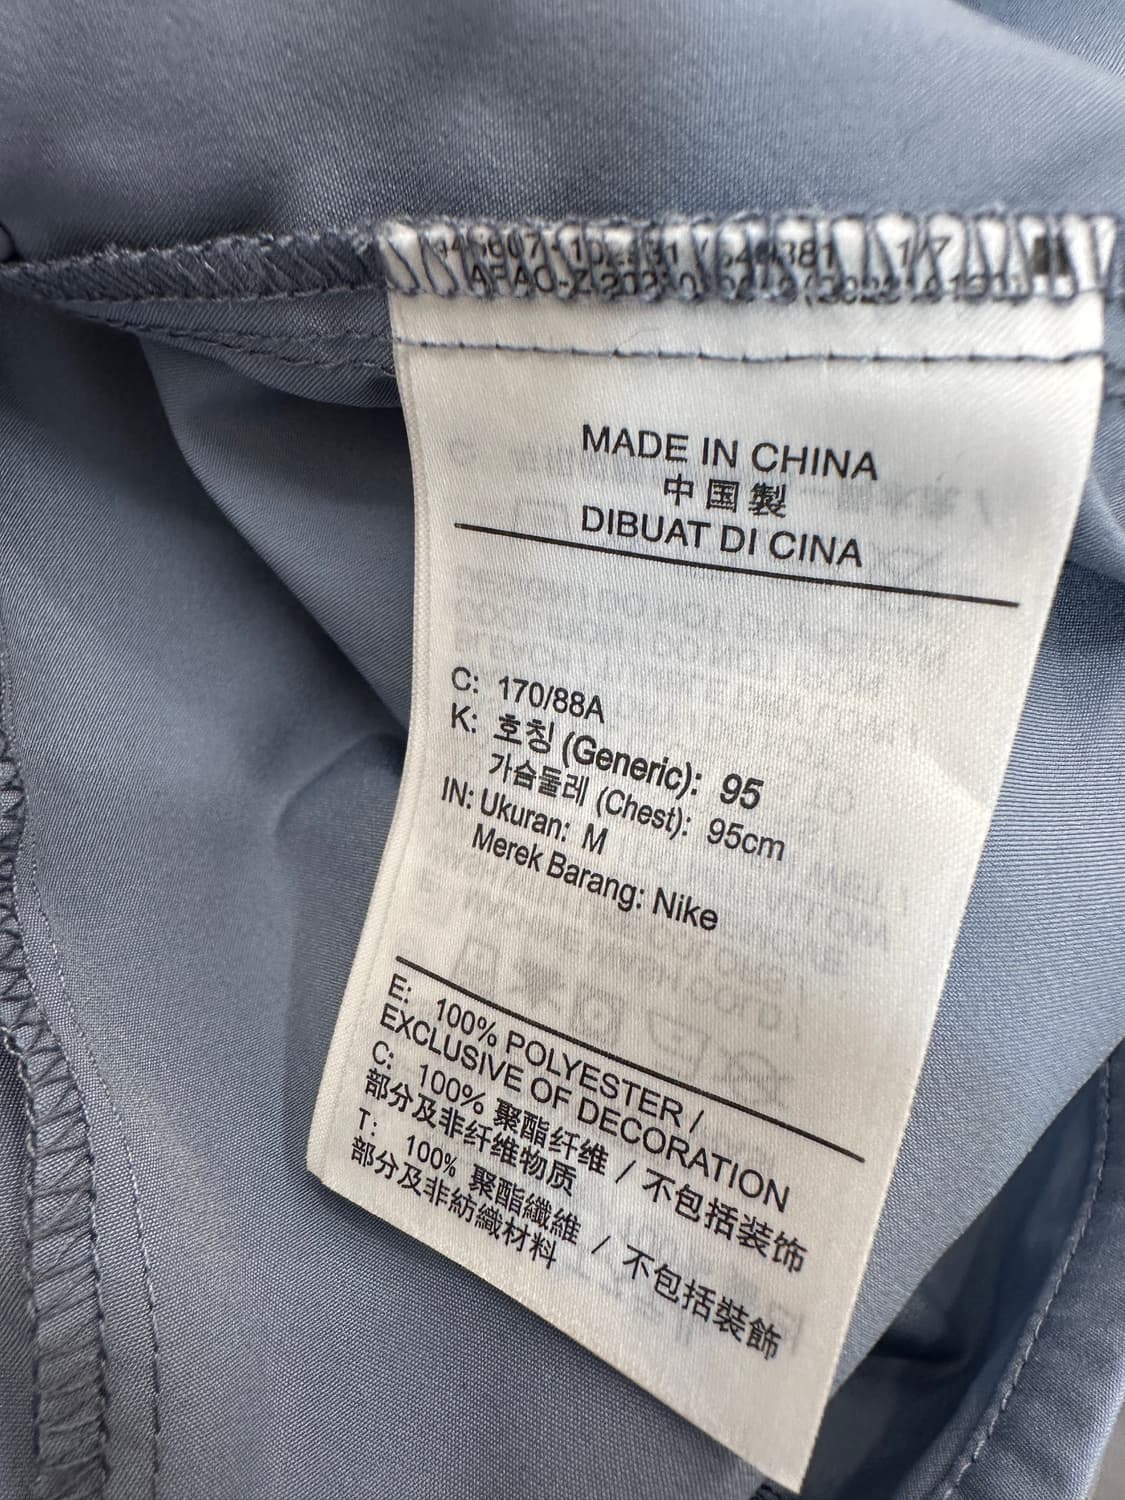 MADE IN CHINA
中国製
DIBUAT DI CINA
C: 170/88A
K: 호칭 (Generic): 95
가슴둘레 (Chest): 95cm
IN: Ukuran: M
Merek Barang: Nike
E: 100% POLYESTER /
EXCLUSIVE OF DECORATION
C: 100% 聚酯纤维 / 不包括装饰
部分及非纤维物质
T: 100% 聚酯纖維 / 不包括裝飾
部分及非紡織材料